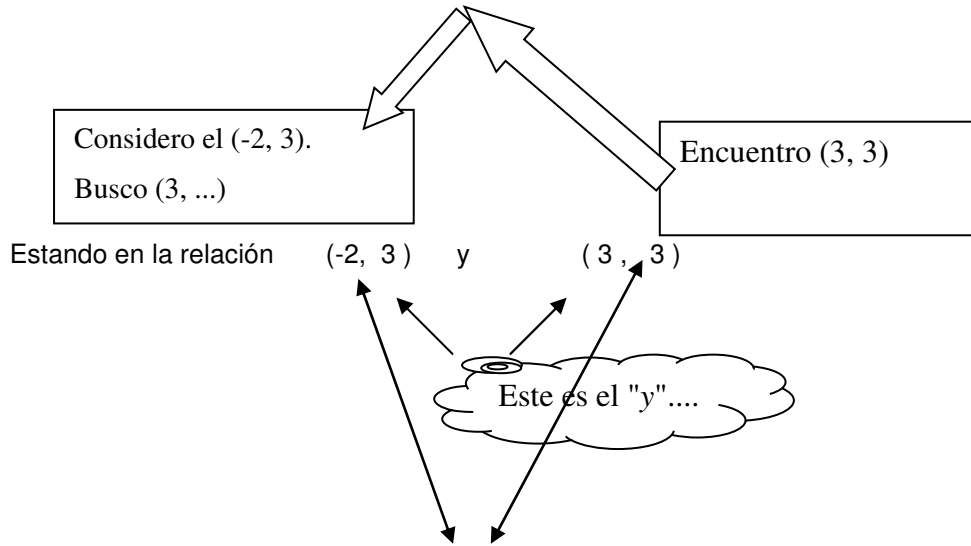 Considero el (-2, 3).
Busco (3, ...)
Encuentro (3, 3)
Estando en la relación (-2, 3 ) y ( 3 , 3 )
Este es el "y"....